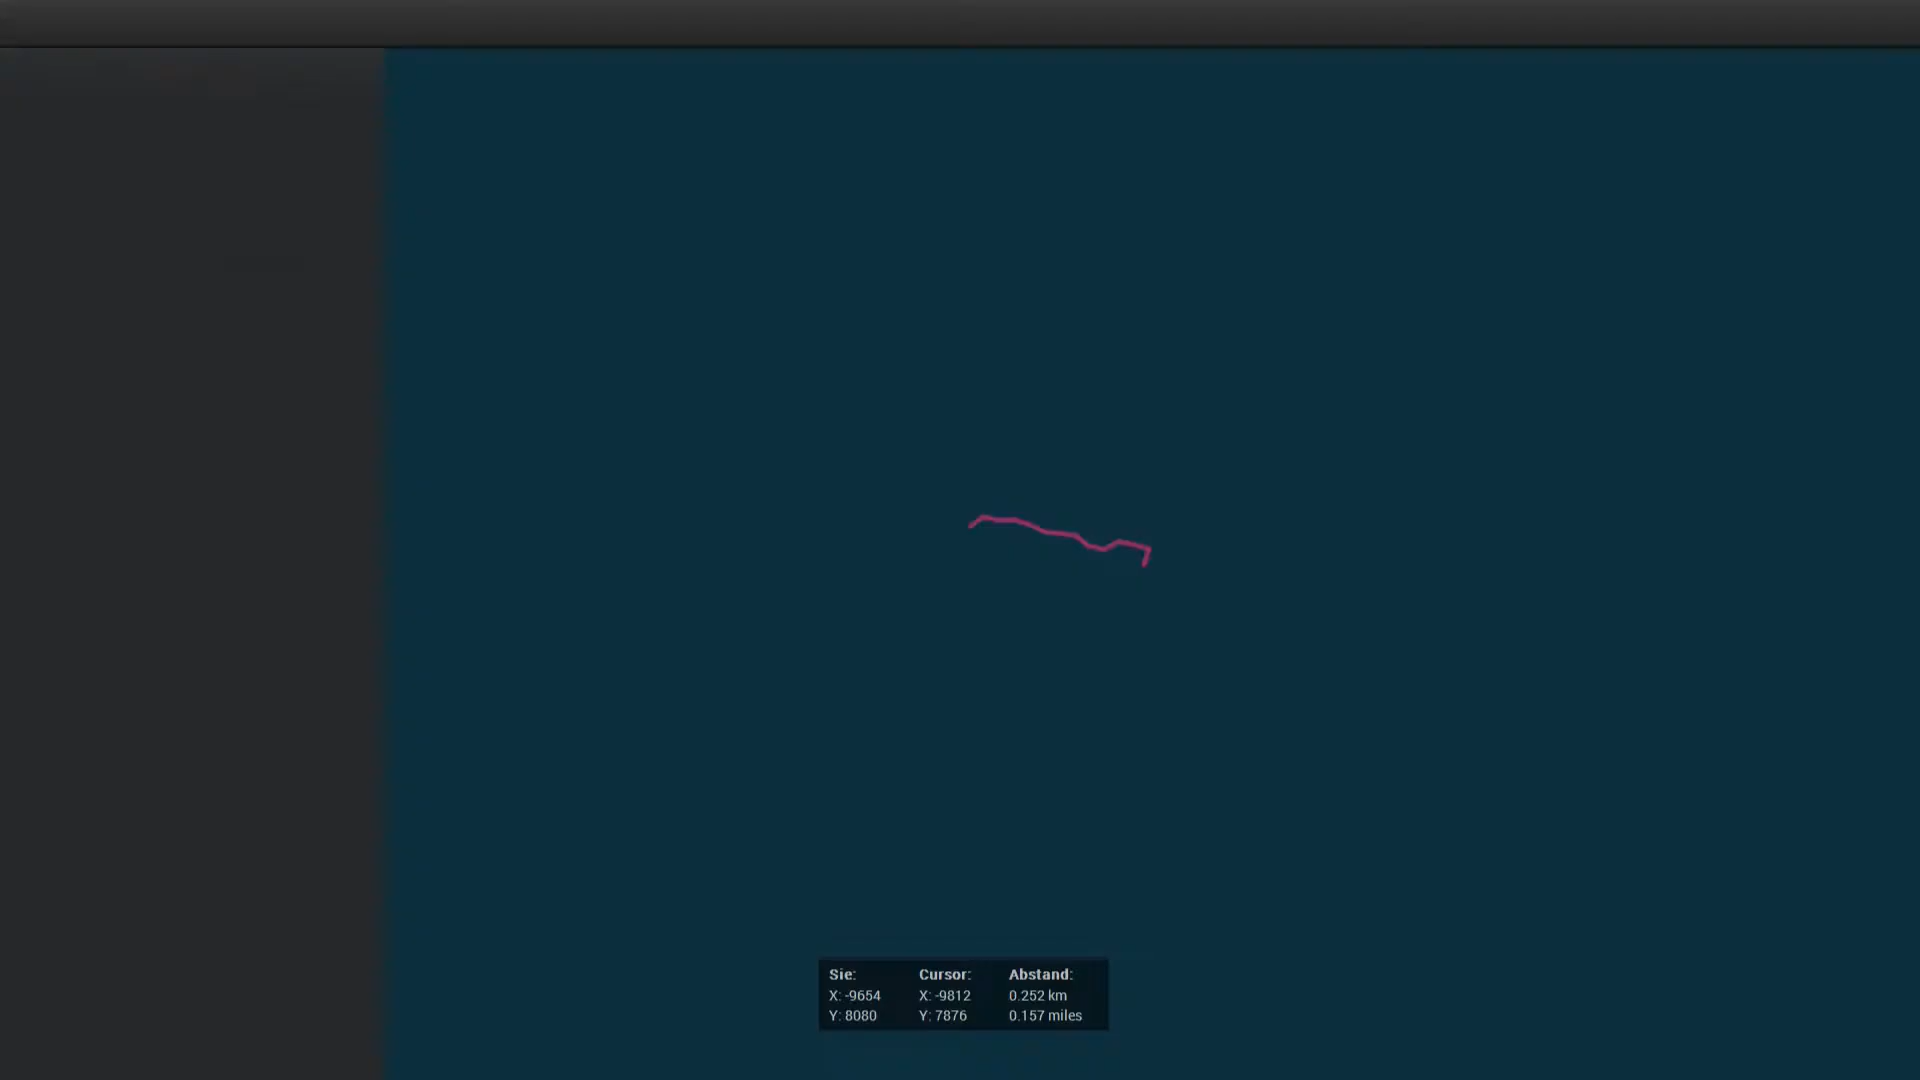 Sie: Cursor: Abstand:
X: -9654 X: -9812 0.252 km
Y: 8080 Y: 7876 0.157 miles